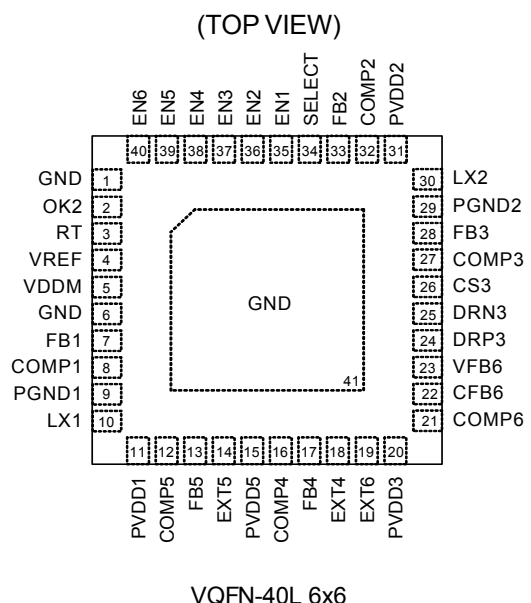 (TOP VIEW)
EN6 EN5 EN4 EN3 EN2 EN1 SELECT FB2 COMP2 PVDD2
40 39 38 37 36 35 34 33 32 31
GND 1 30 LX2
OK2 2 29 PGND2
RT 3 28 FB3
VREF 4 27 COMP3
VDDM 5 26 CS3
GND 6 25 DRN3
FB1 7 24 DRP3
COMP1 8 23 VFB6
PGND1 9 22 CFB6
LX1 10 21 COMP6
GND
41
11 12 13 14 15 16 17 18 19 20
PVDD1 COMP5 FB5 EXT5 PVDD5 COMP4 FB4 EXT4 EXT6 PVDD3
VQFN-40L 6x6